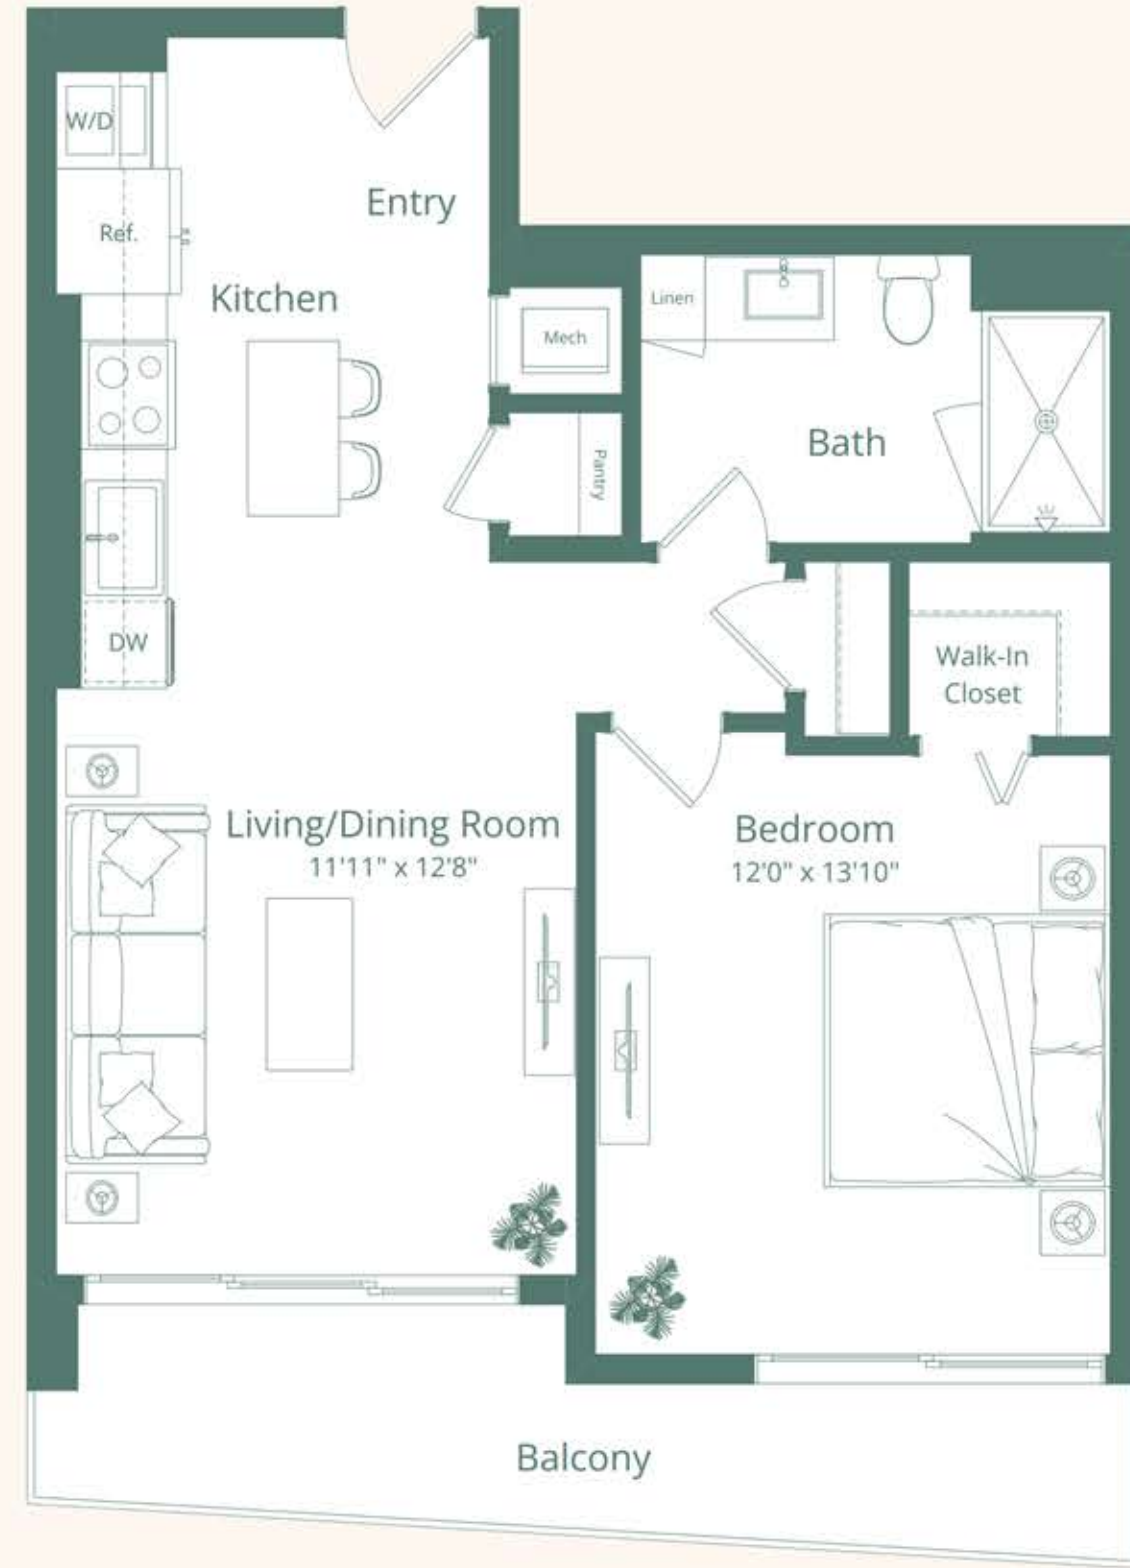 W/D
Entry
Ref.
Kitchen
Linen
Mech
Bath
Pantry
DW
Walk-In
Closet
Living/Dining Room
11'11" x 12'8"
Bedroom
12'0" x 13'10"
Balcony